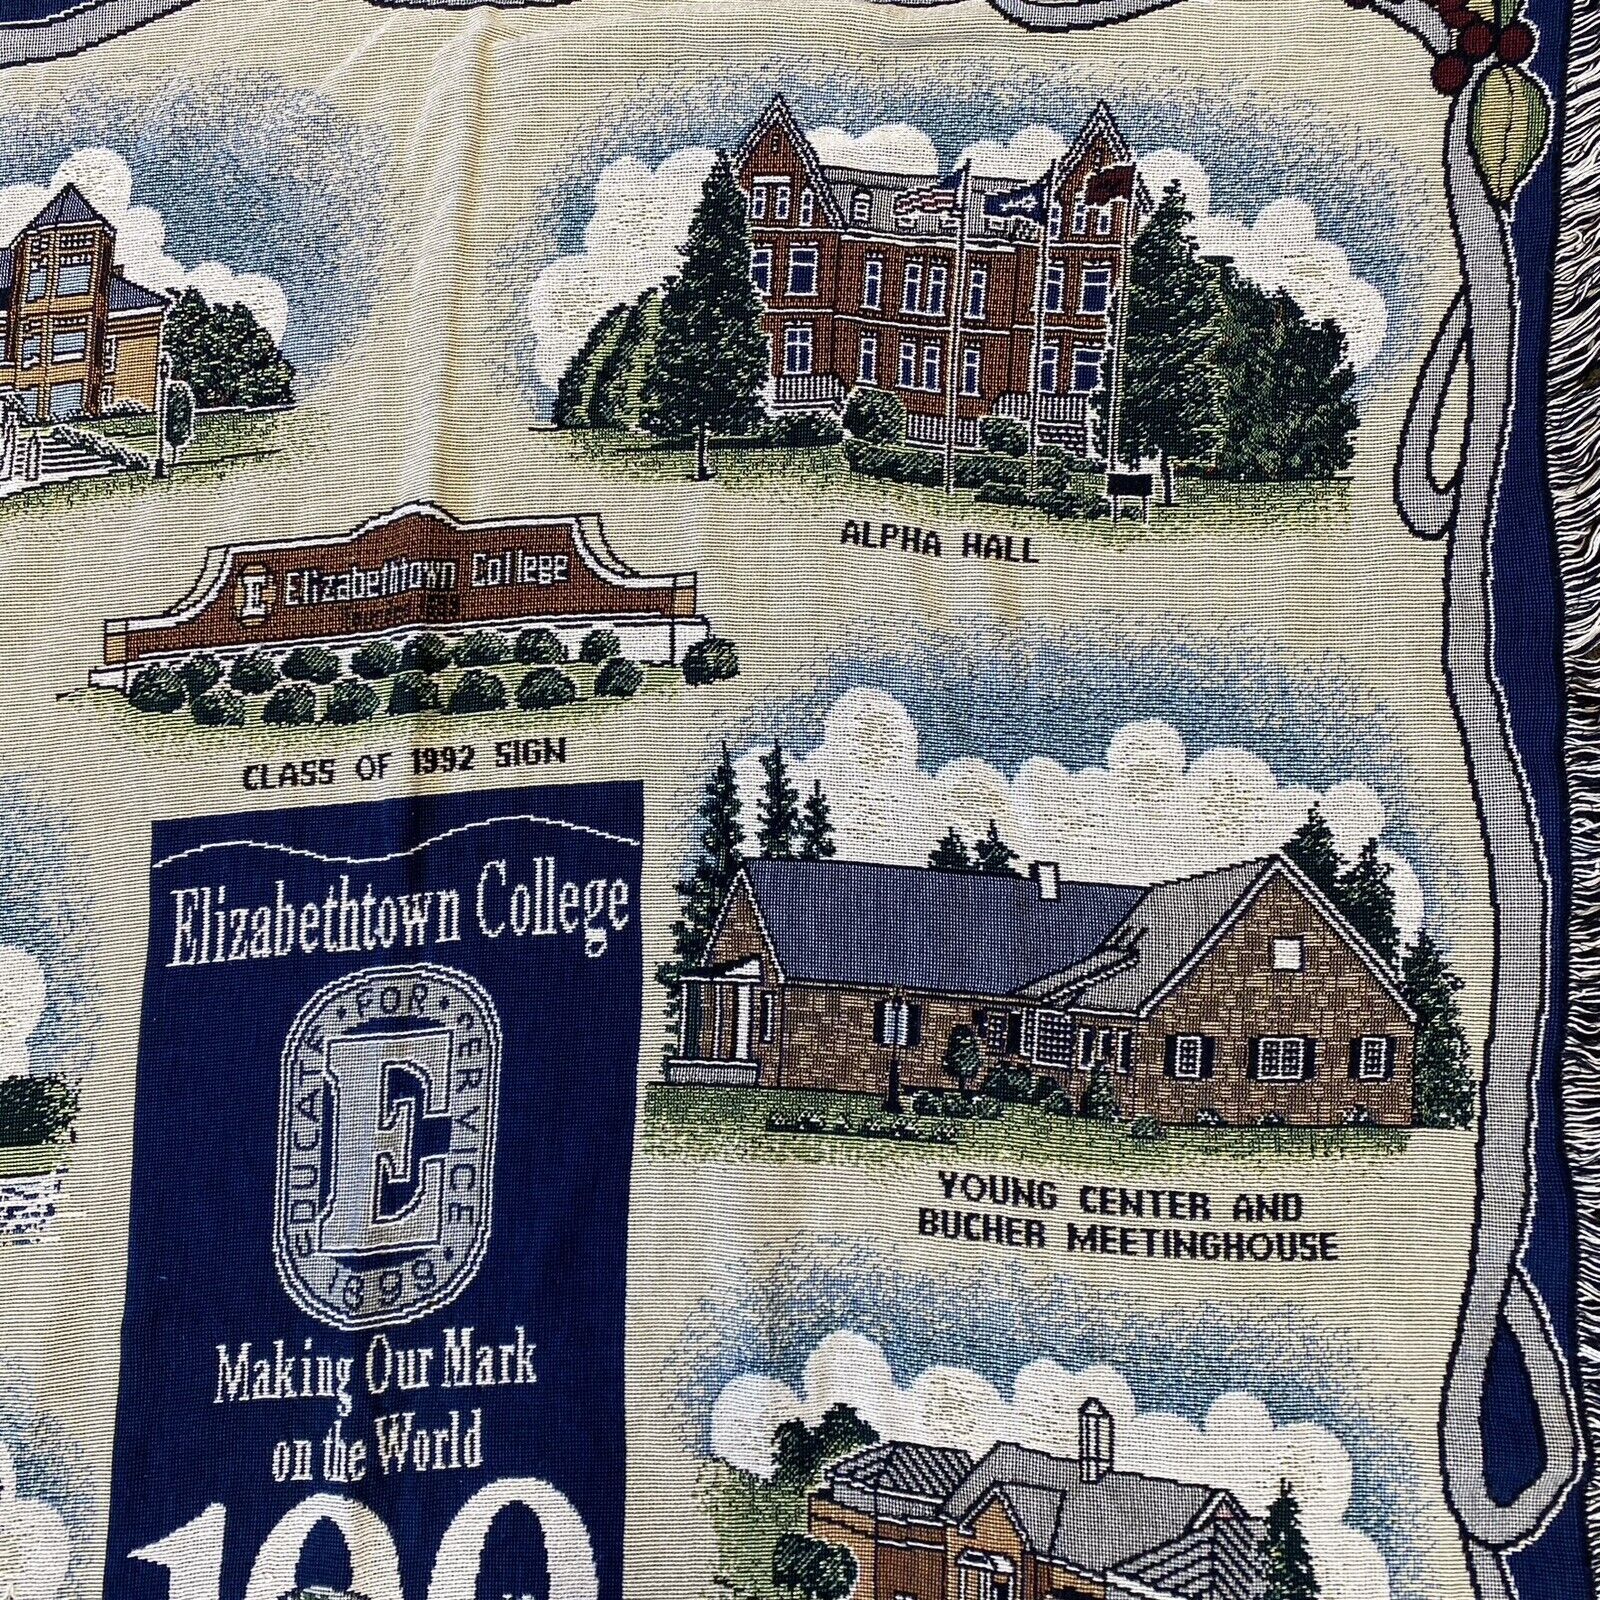 ALPHA HALL
E Elizabethtown College
CLASS OF 1992 SIGN
Elizabethtown College
EDUCATE · FOR · SERVICE · 1899
E
Making Our Mark
on the World
100
YOUNG CENTER AND
BUCHER MEETINGHOUSE